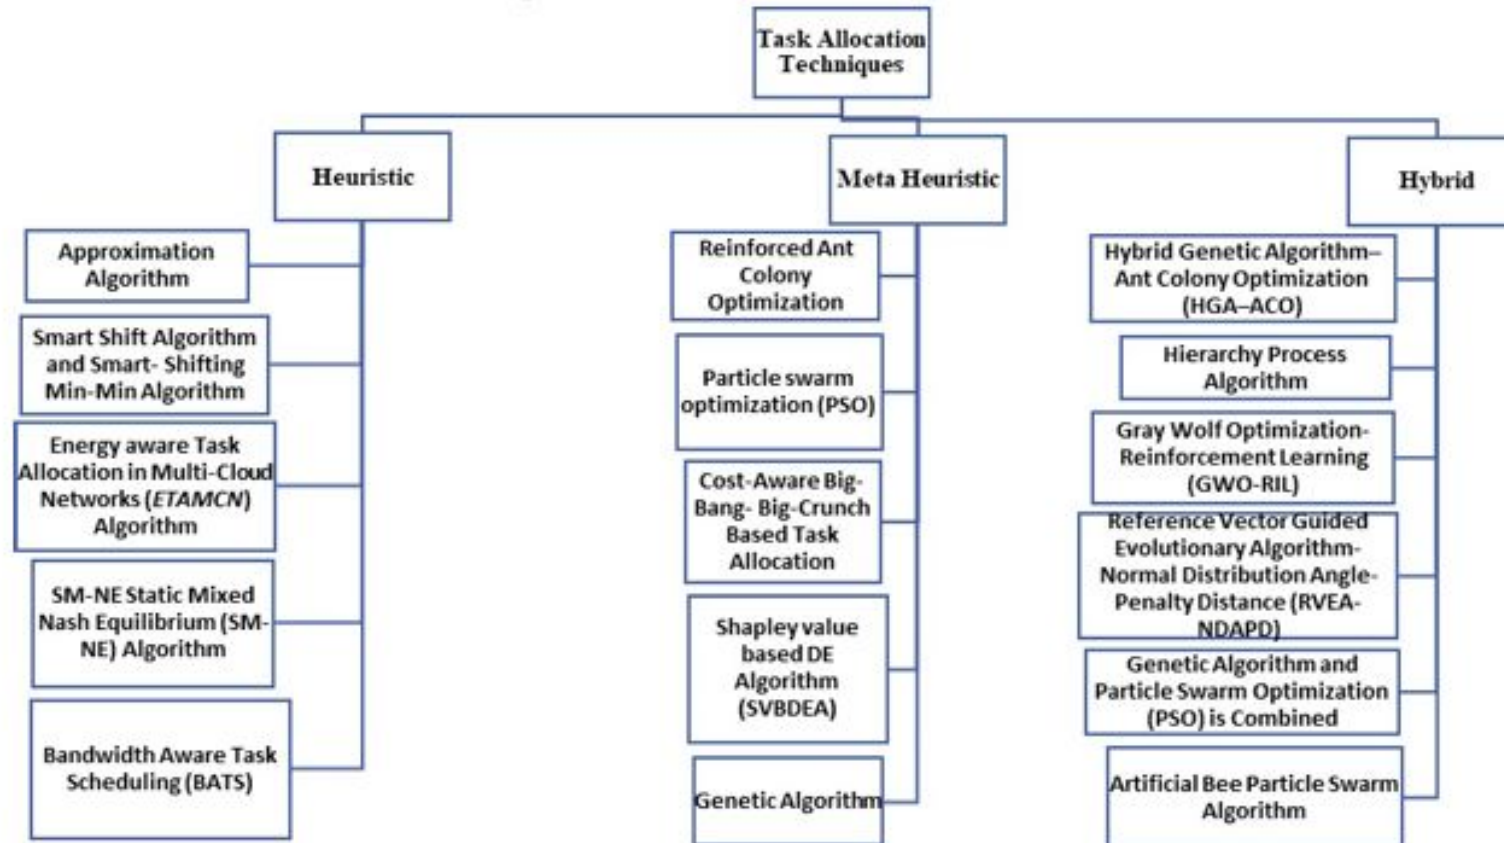 Task Allocation
Techniques
Heuristic
Meta Heuristic
Hybrid
Approximation
Algorithm
Smart Shift Algorithm
and Smart- Shifting
Min-Min Algorithm
Energy aware Task
Allocation in Multi-Cloud
Networks (ETAMCN)
Algorithm
SM-NE Static Mixed
Nash Equilibrium (SM-
NE) Algorithm
Bandwidth Aware Task
Scheduling (BATS)
Reinforced Ant
Colony
Optimization
Particle swarm
optimization (PSO)
Cost-Aware Big-
Bang- Big-Crunch
Based Task
Allocation
Shapley value
based DE
Algorithm
(SVBDEA)
Genetic Algorithm
Hybrid Genetic Algorithm–
Ant Colony Optimization
(HGA–ACO)
Hierarchy Process
Algorithm
Gray Wolf Optimization-
Reinforcement Learning
(GWO-RIL)
Reference Vector Guided
Evolutionary Algorithm-
Normal Distribution Angle-
Penalty Distance (RVEA-
NDAPD)
Genetic Algorithm and
Particle Swarm Optimization
(PSO) is Combined
Artificial Bee Particle Swarm
Algorithm